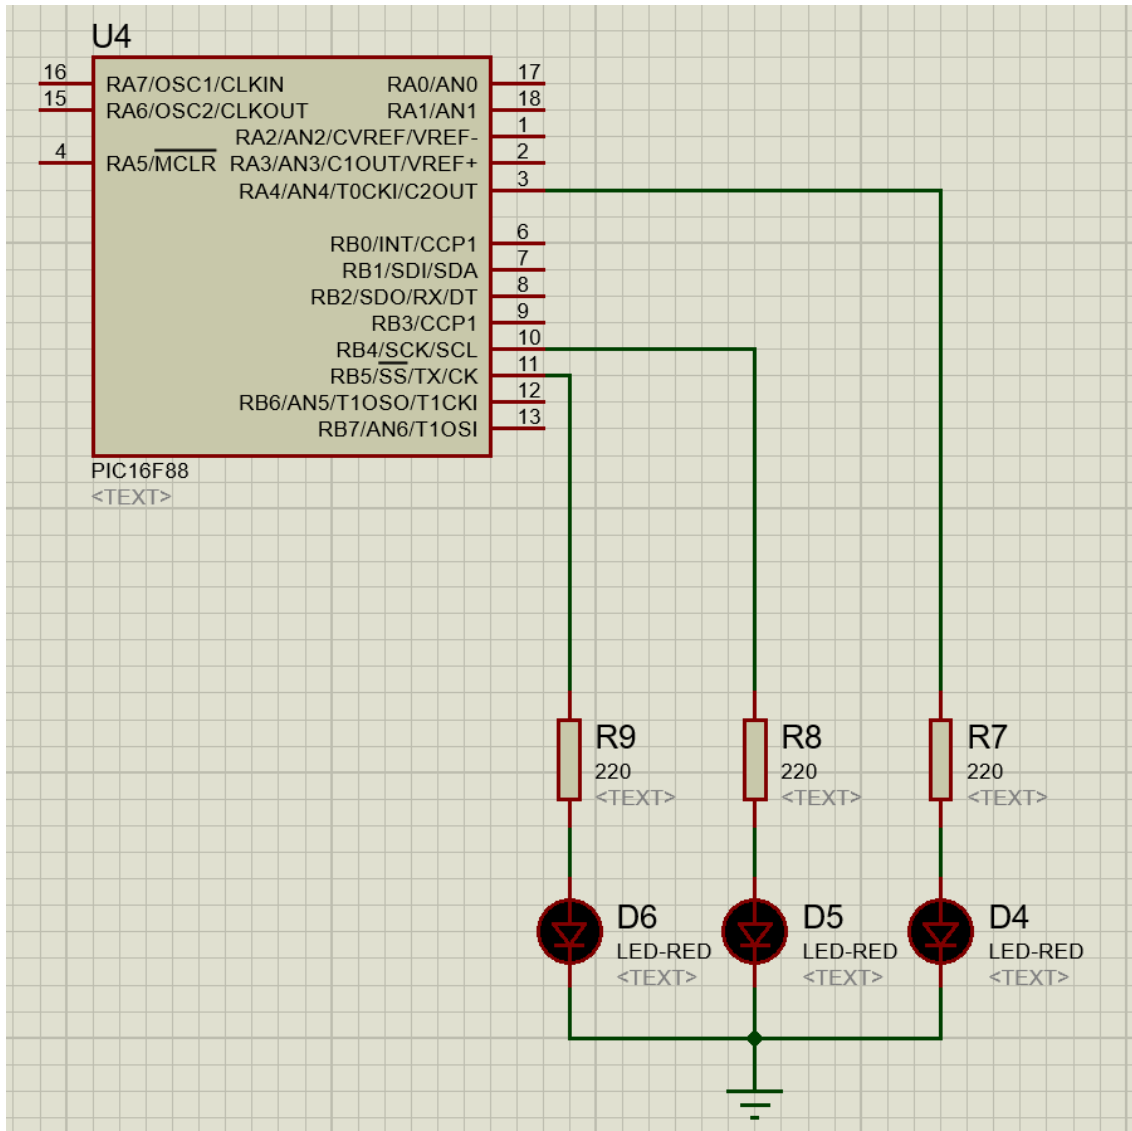 U4
16 RA7/OSC1/CLKIN RA0/AN0 17
15 RA6/OSC2/CLKOUT RA1/AN1 18
RA2/AN2/CVREF/VREF- 1
4 RA5/MCLR RA3/AN3/C1OUT/VREF+ 2
RA4/AN4/T0CKI/C2OUT 3
RB0/INT/CCP1 6
RB1/SDI/SDA 7
RB2/SDO/RX/DT 8
RB3/CCP1 9
RB4/SCK/SCL 10
RB5/SS/TX/CK 11
RB6/AN5/T1OSO/T1CKI 12
RB7/AN6/T1OSI 13
PIC16F88
<TEXT>
R9 R8 R7
220 220 220
<TEXT> <TEXT> <TEXT>
D6 D5 D4
LED-RED LED-RED LED-RED
<TEXT> <TEXT> <TEXT>